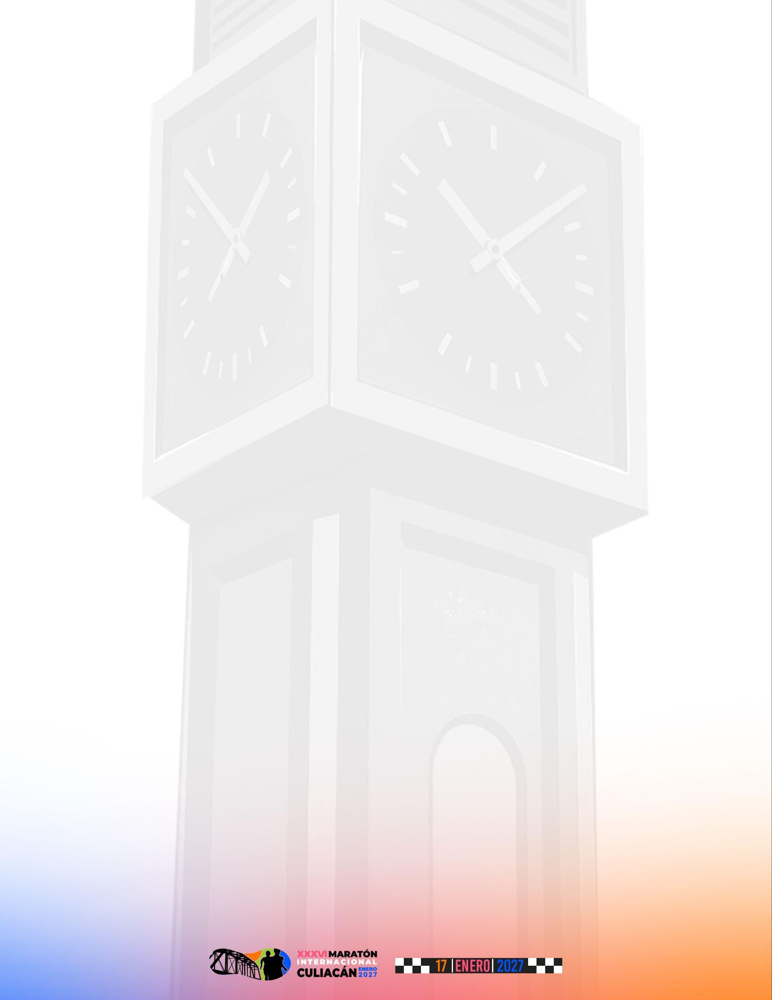 XXXVI MARATÓN
INTERNACIONAL
CULIACÁN ENERO 2027
17 | ENERO | 2027